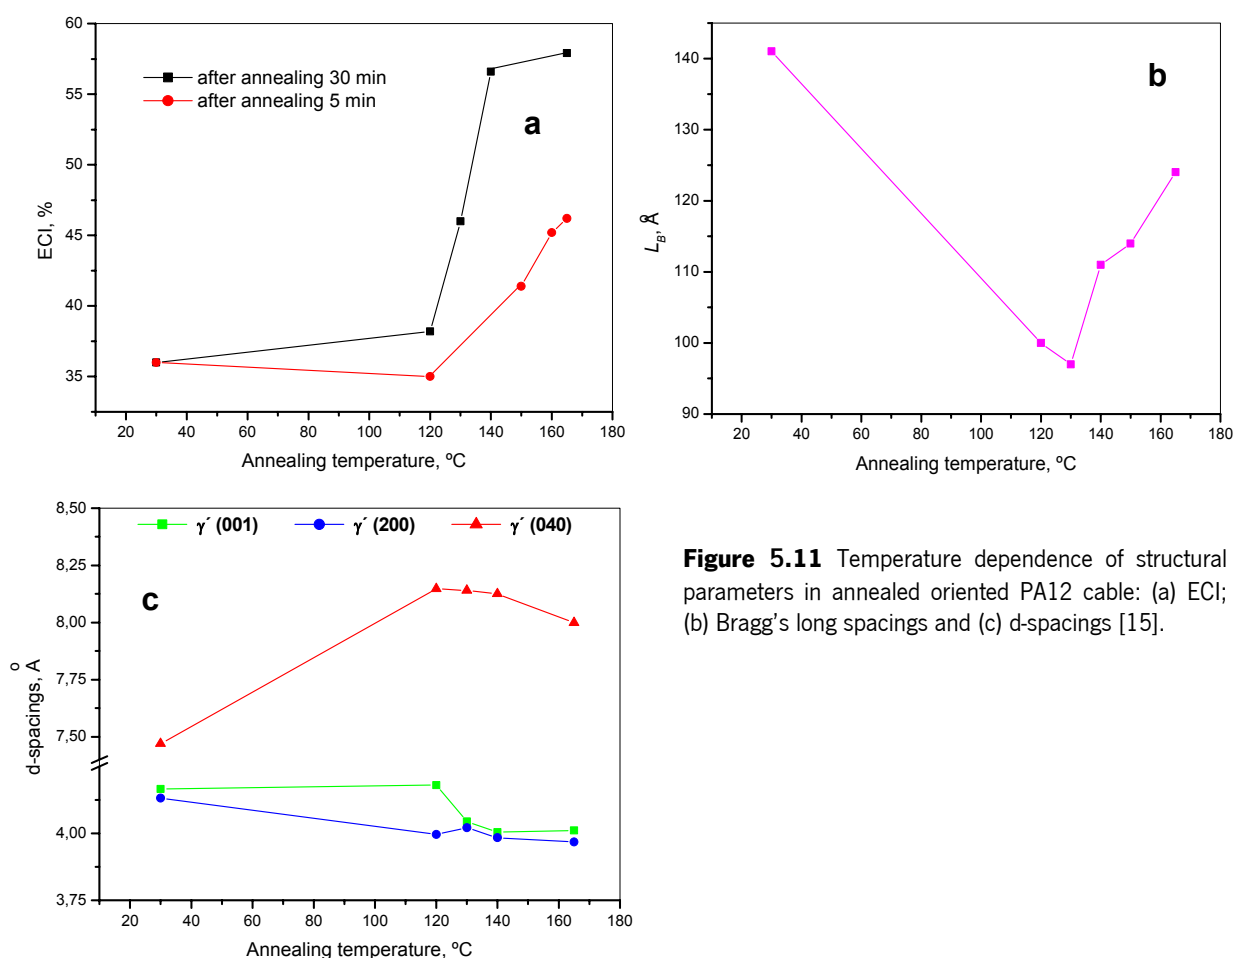 60
55
50
45
40
35
ECI, %
after annealing 30 min
after annealing 5 min
a
20 40 60 80 100 120 140 160 180
Annealing temperature, ºC
140
130
120
110
100
90
L_B, Å
b
20 40 60 80 100 120 140 160 180
Annealing temperature, ºC
8,50
8,25
8,00
7,75
7,50
4,00
3,75
d-spacings, Å
γ´ (001) γ´ (200) γ´ (040)
c
20 40 60 80 100 120 140 160 180
Annealing temperature, ºC
Figure 5.11 Temperature dependence of structural
parameters in annealed oriented PA12 cable: (a) ECI;
(b) Bragg's long spacings and (c) d-spacings [15].